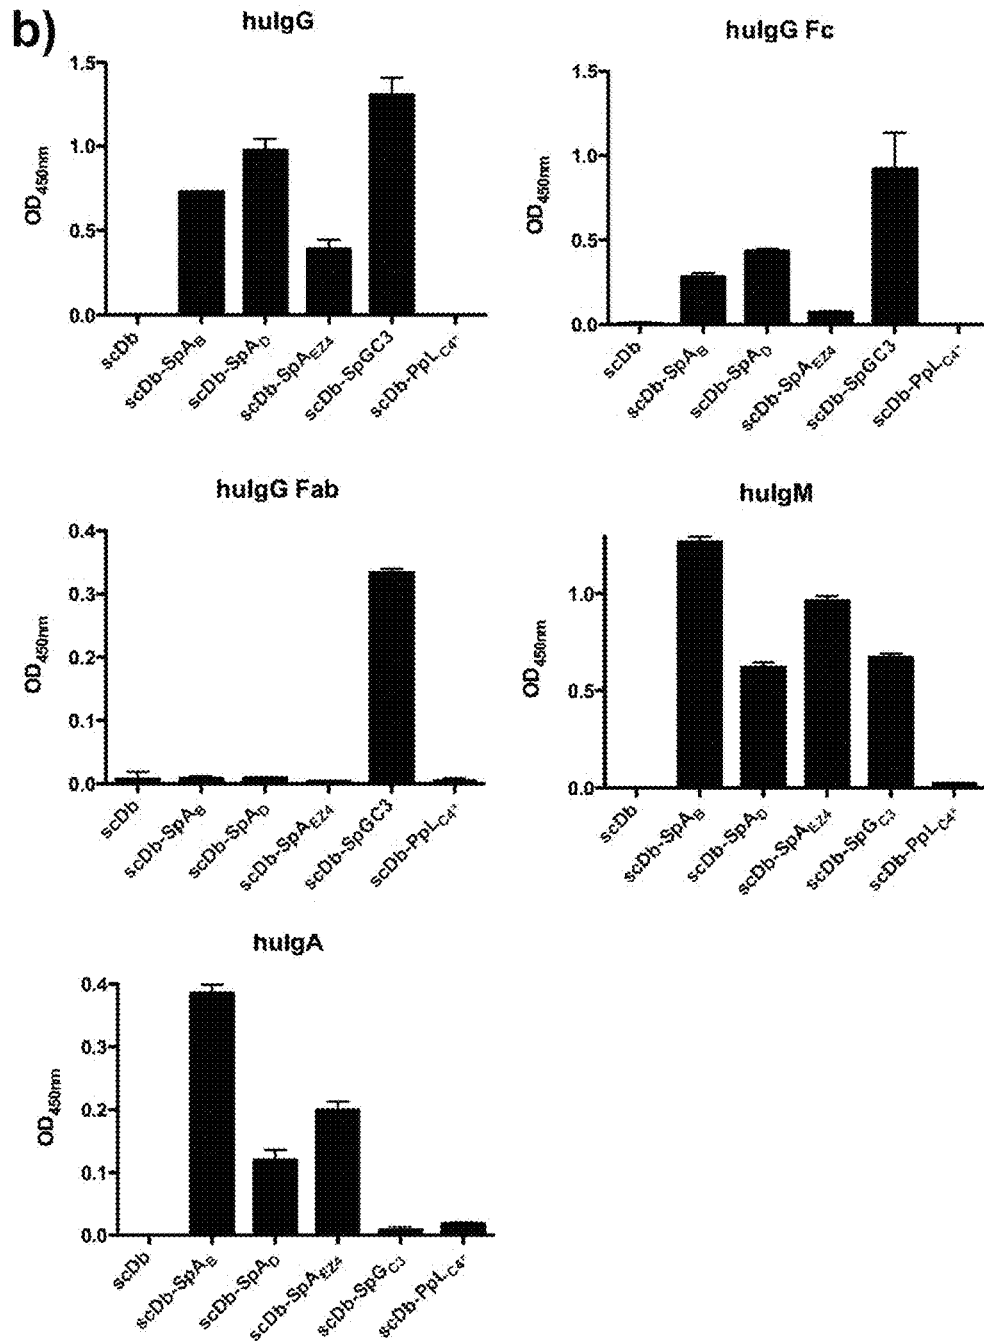 b)
huIgG
1.5
1.0
0.5
0.0
OD450nm
scDb
scDb-SpAB
scDb-SpAD
scDb-SpAEZ4
scDb-SpGC3
scDb-PpLC4*
huIgG Fc
1.5
1.0
0.5
0.0
OD450nm
scDb
scDb-SpAB
scDb-SpAD
scDb-SpAEZ4
scDb-SpGC3
scDb-PpLC4*
huIgG Fab
0.4
0.3
0.2
0.1
0.0
OD450nm
scDb
scDb-SpAB
scDb-SpAD
scDb-SpAEZ4
scDb-SpGC3
scDb-PpLC4*
huIgM
1.0
0.5
0.0
OD450nm
scDb
scDb-SpAB
scDb-SpAD
scDb-SpAEZ4
scDb-SpGC3
scDb-PpLC4*
huIgA
0.4
0.3
0.2
0.1
0.0
OD450nm
scDb
scDb-SpAB
scDb-SpAD
scDb-SpAEZ4
scDb-SpGC3
scDb-PpLC4*